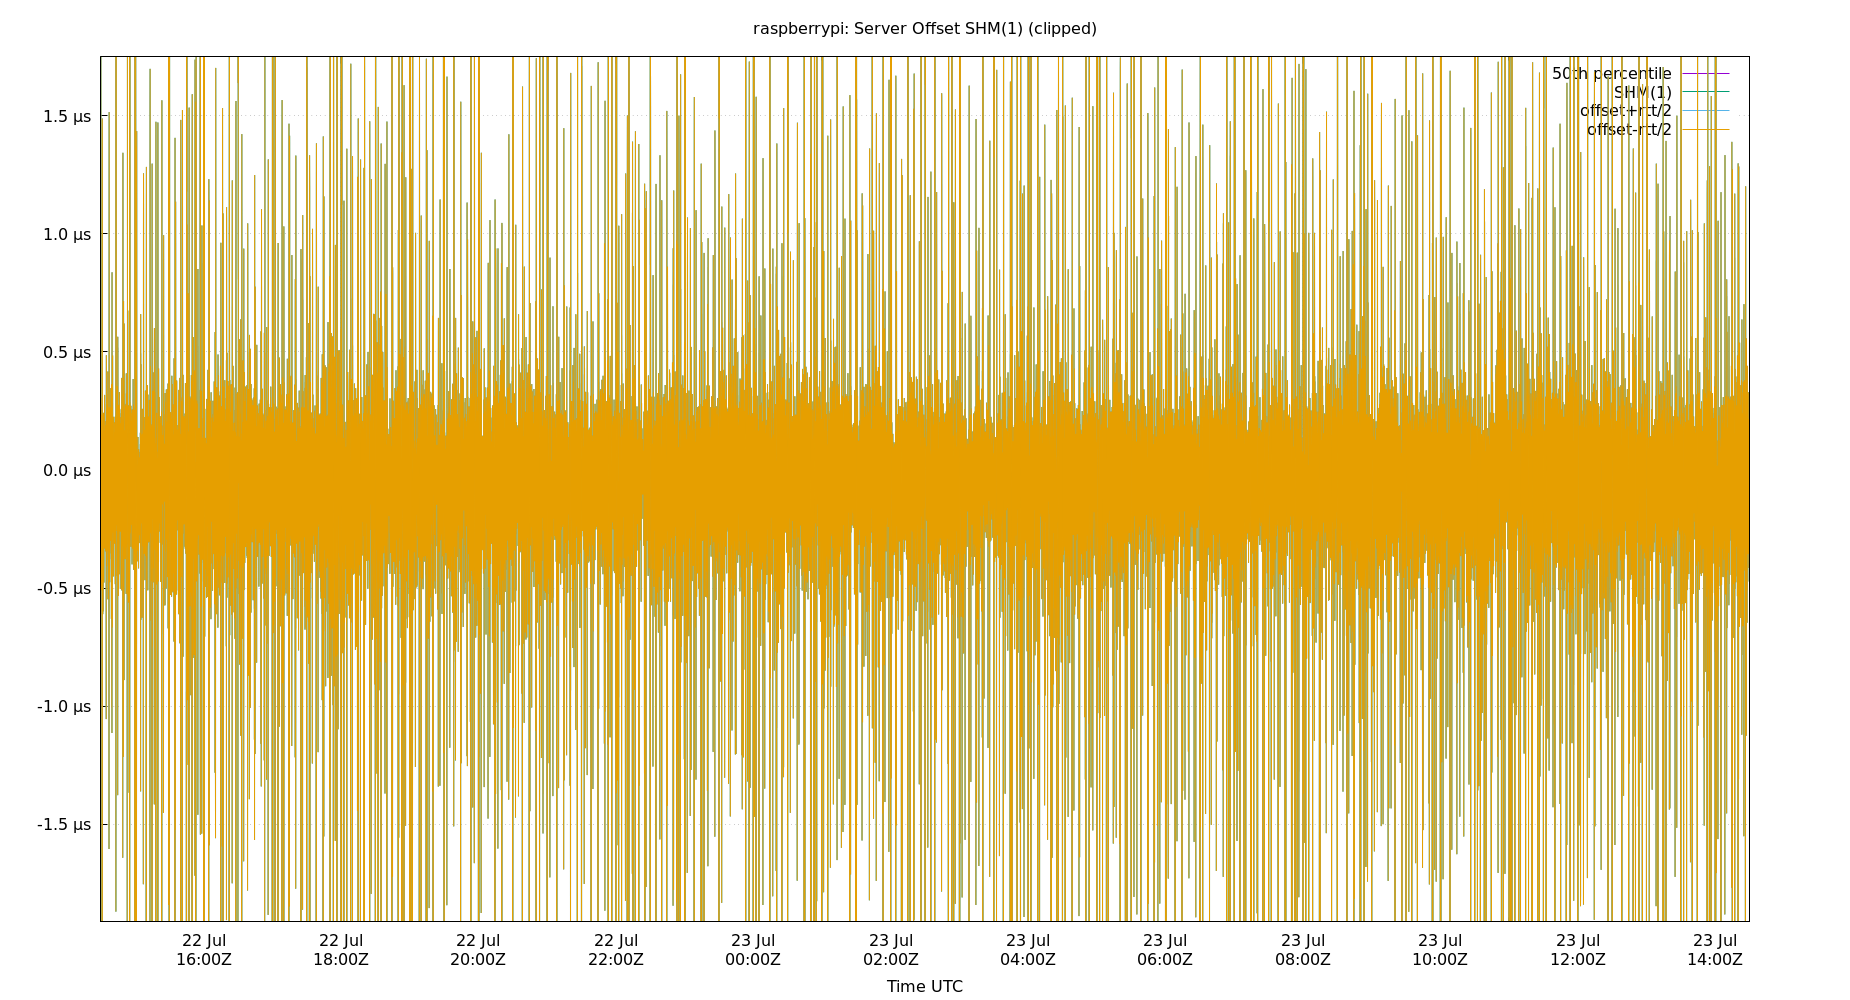 raspberrypi: Server Offset SHM(1) (clipped)
50th percentile
SHM(1)
offset+rtt/2
offset-rtt/2
1.5 µs
1.0 µs
0.5 µs
0.0 µs
-0.5 µs
-1.0 µs
-1.5 µs
22 Jul 22 Jul 22 Jul 22 Jul 23 Jul 23 Jul 23 Jul 23 Jul 23 Jul 23 Jul 23 Jul 23 Jul
16:00Z 18:00Z 20:00Z 22:00Z 00:00Z 02:00Z 04:00Z 06:00Z 08:00Z 10:00Z 12:00Z 14:00Z
Time UTC